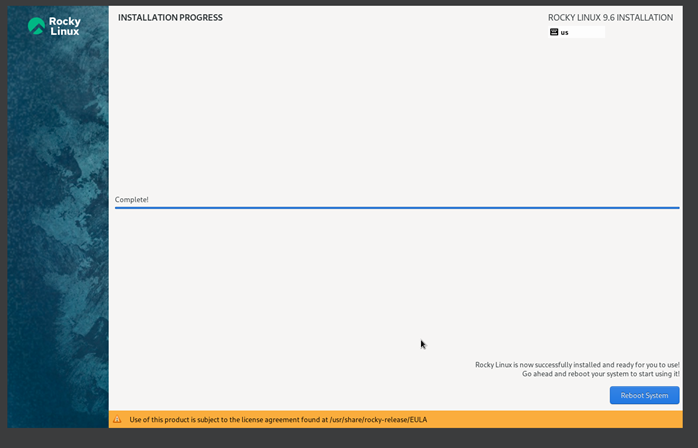 Rocky
Linux
INSTALLATION PROGRESS
ROCKY LINUX 9.6 INSTALLATION
us
Complete!
Rocky Linux is now successfully installed and ready for you to use!
Go ahead and reboot your system to start using it!
Reboot System
Use of this product is subject to the license agreement found at /usr/share/rocky-release/EULA